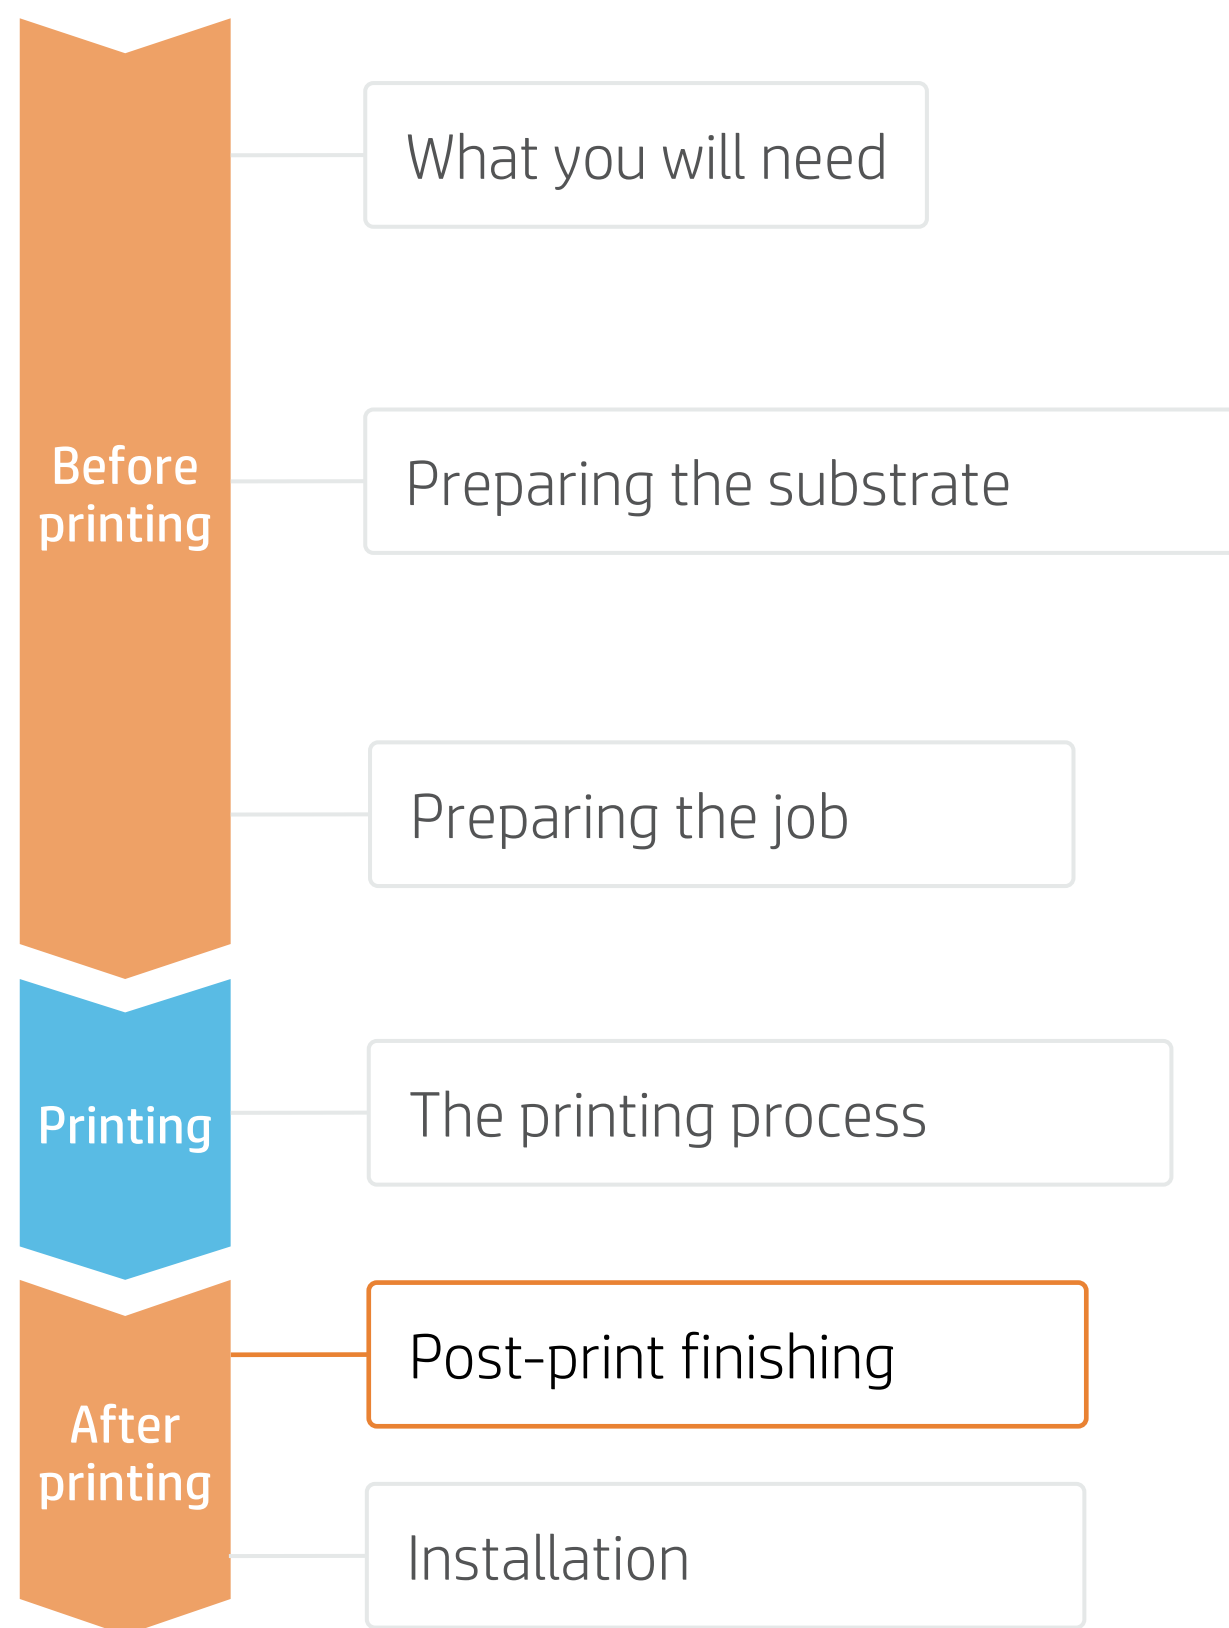 What you will need
Before
printing
Preparing the substrate
Preparing the job
Printing
The printing process
Post-print finishing
After
printing
Installation